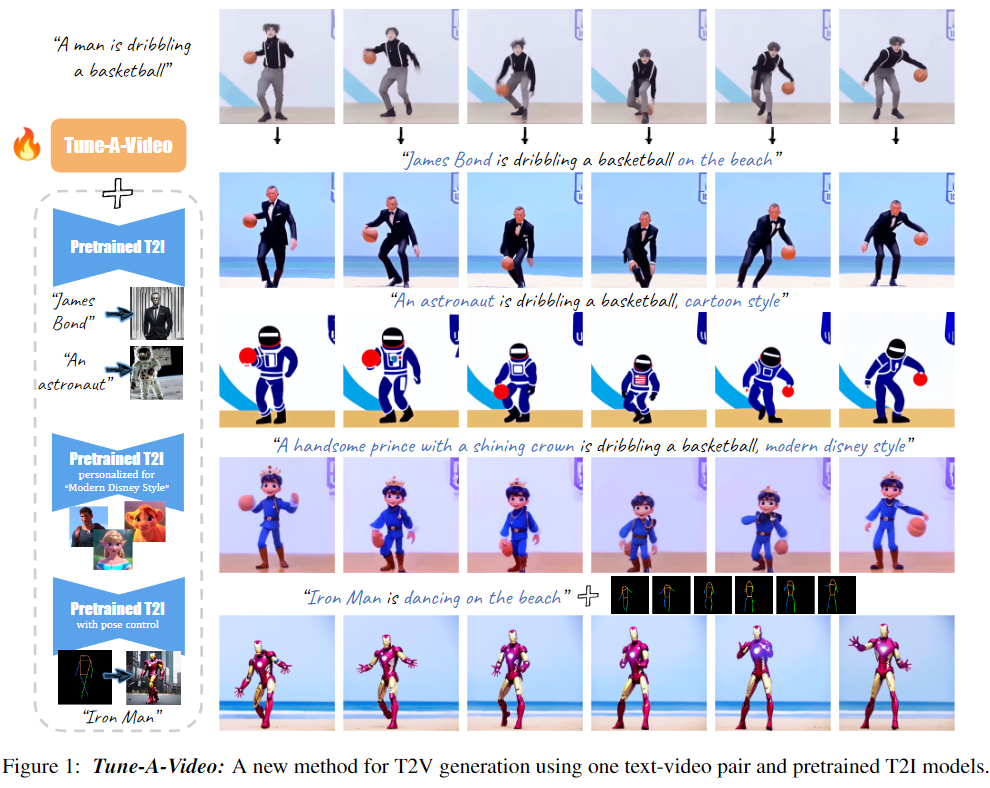 “A man is dribbling
a basketball”
Tune-A-Video
“James Bond is dribbling a basketball on the beach”
Pretrained T2I
“James
Bond”
“An
astronaut”
“An astronaut is dribbling a basketball, cartoon style”
“A handsome prince with a shining crown is dribbling a basketball, modern disney style”
Pretrained T2I
personalized for
“Modern Disney Style”
“Iron Man is dancing on the beach”
Pretrained T2I
with pose control
“Iron Man”
Figure 1: Tune-A-Video: A new method for T2V generation using one text-video pair and pretrained T2I models.